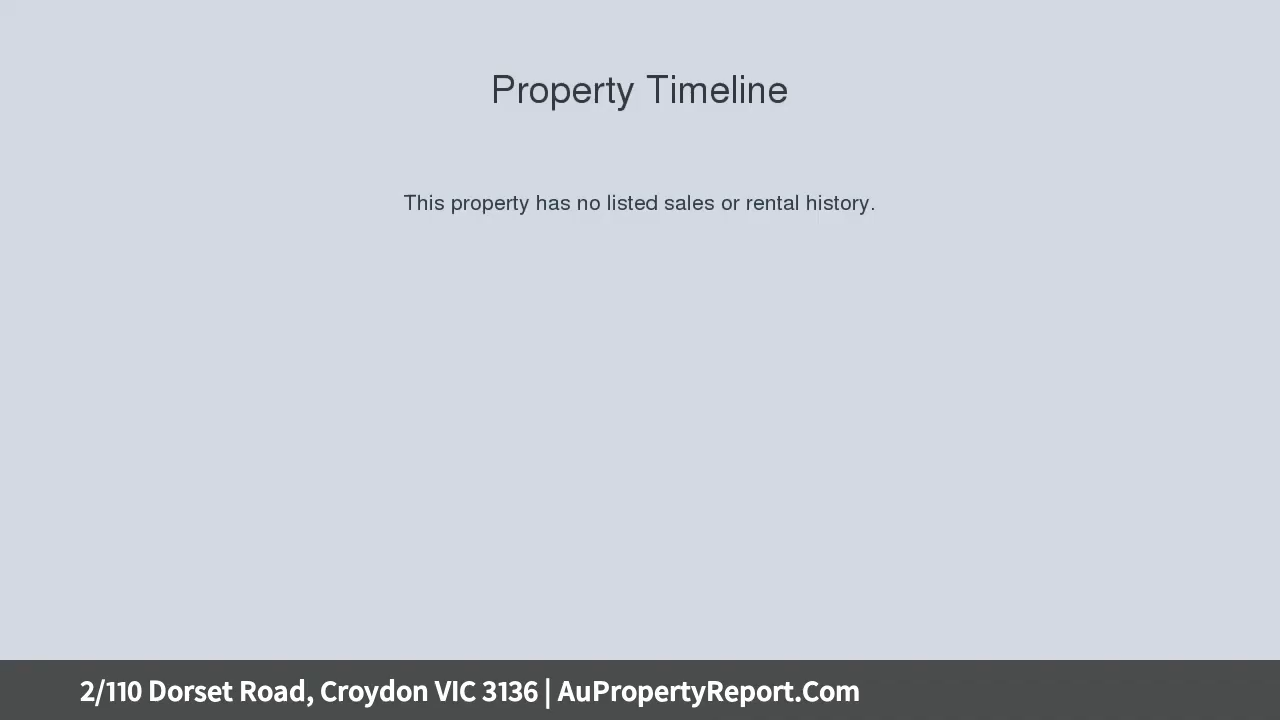 Property Timeline
This property has no listed sales or rental history.
2/110 Dorset Road, Croydon VIC 3136 | AuPropertyReport.Com